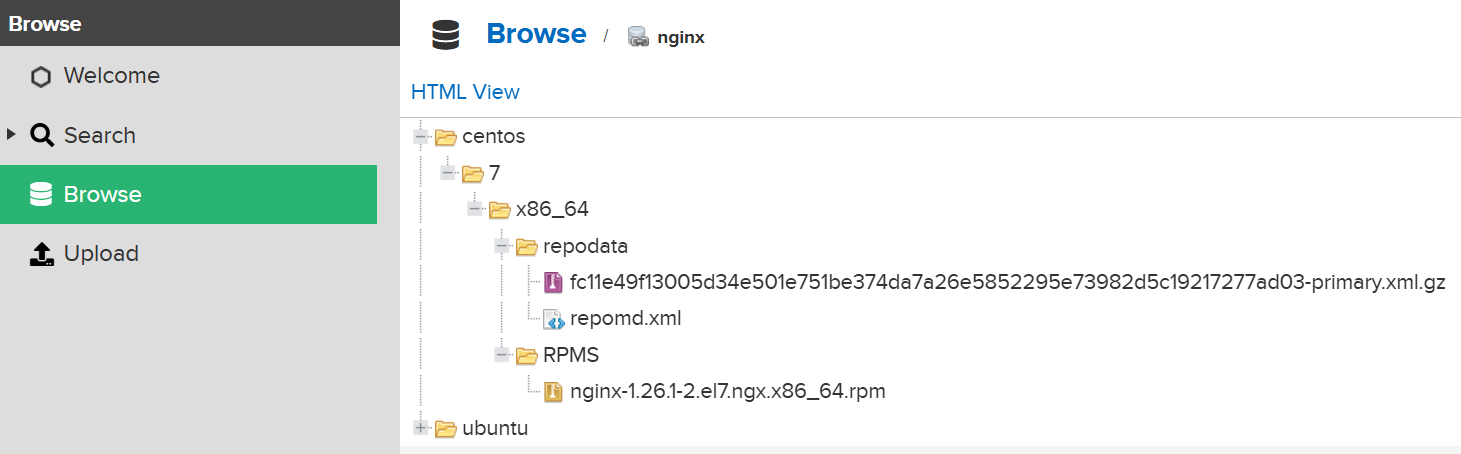 Browse
Welcome
Search
Browse
Upload
Browse / nginx
HTML View
centos
7
x86_64
repodata
fc11e49f13005d34e501e751be374da7a26e5852295e73982d5c19217277ad03-primary.xml.gz
repomd.xml
RPMS
nginx-1.26.1-2.el7.ngx.x86_64.rpm
ubuntu